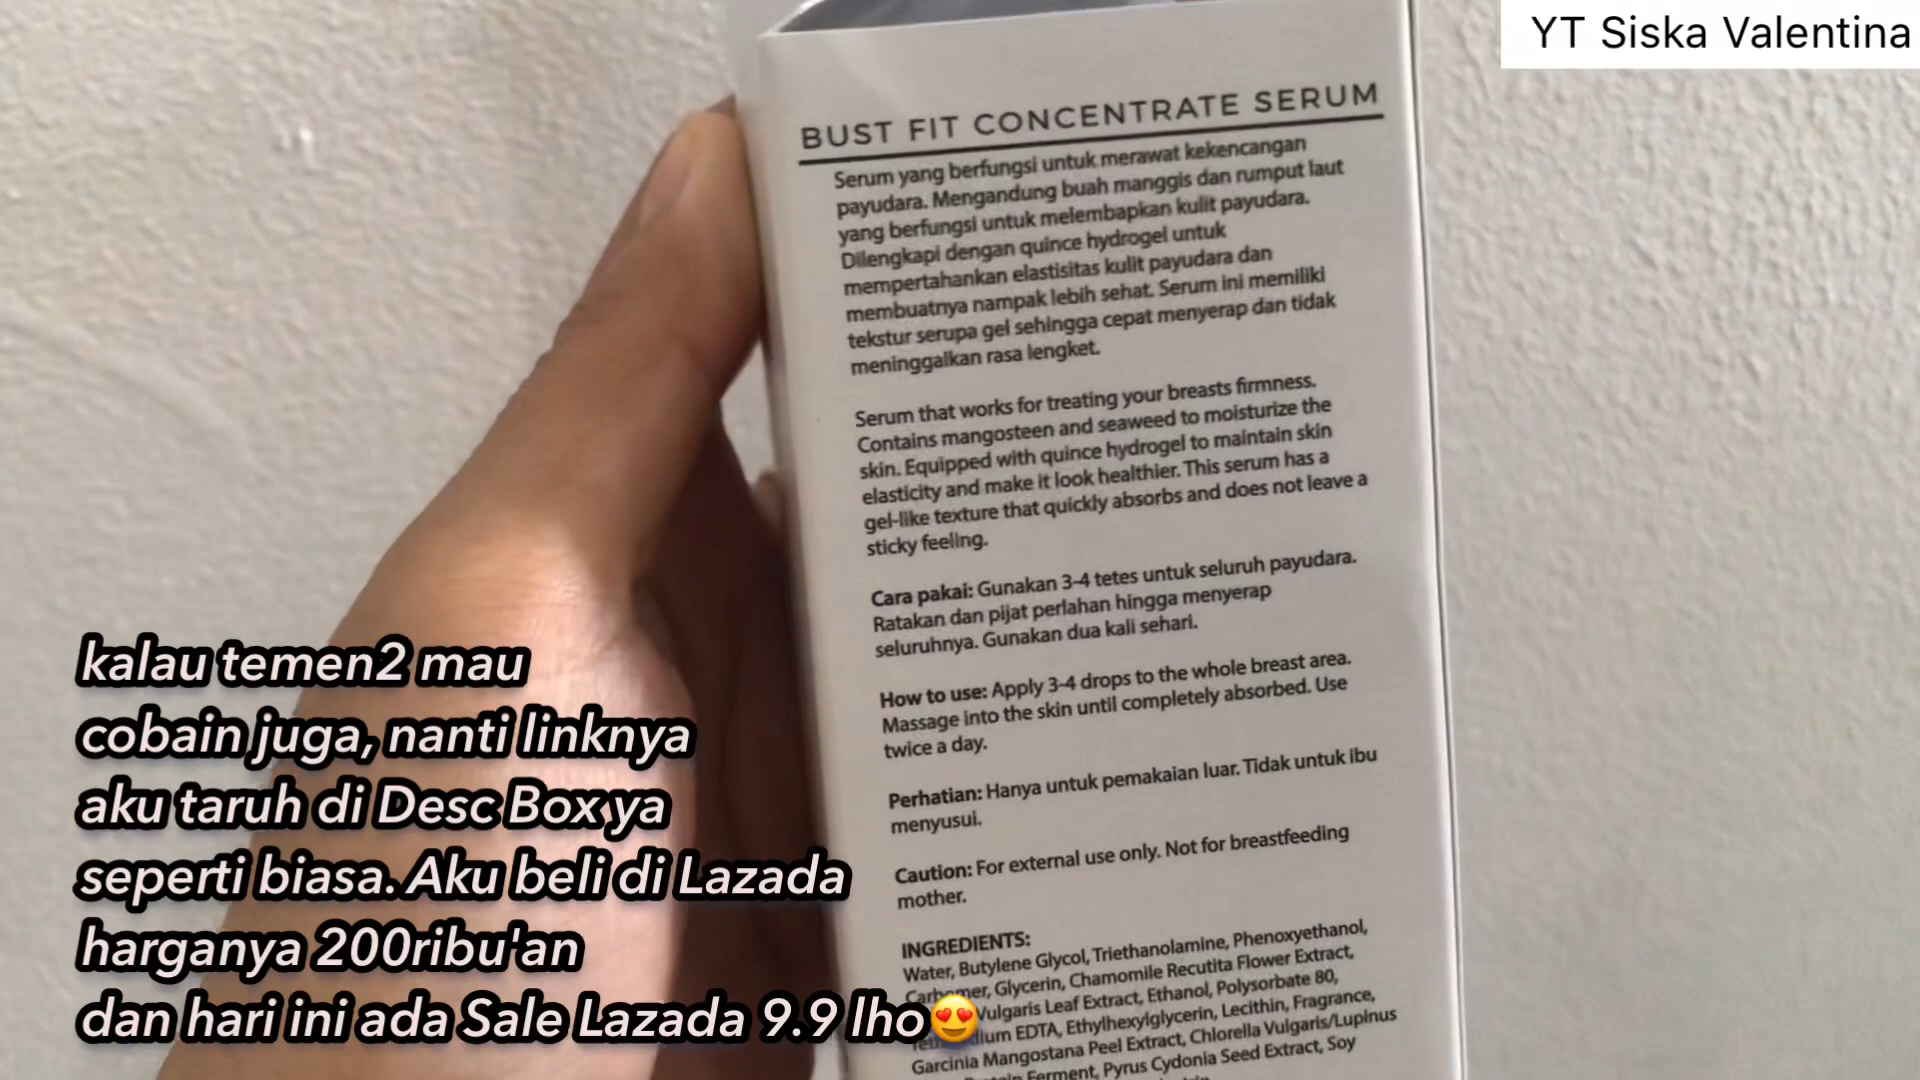 YT Siska Valentina
BUST FIT CONCENTRATE SERUM
Serum yang berfungsi untuk merawat kekencangan
payudara. Mengandung buah manggis dan rumput laut
yang berfungsi untuk melembapkan kulit payudara.
Dilengkapi dengan quince hydrogel untuk
mempertahankan elastisitas kulit payudara dan
membuatnya nampak lebih sehat. Serum ini memiliki
tekstur serupa gel sehingga cepat menyerap dan tidak
meninggalkan rasa lengket.
Serum that works for treating your breasts firmness.
Contains mangosteen and seaweed to moisturize the
skin. Equipped with quince hydrogel to maintain skin
elasticity and make it look healthier. This serum has a
gel-like texture that quickly absorbs and does not leave a
sticky feeling.
Cara pakai: Gunakan 3-4 tetes untuk seluruh payudara.
Ratakan dan pijat perlahan hingga menyerap
seluruhnya. Gunakan dua kali sehari.
How to use: Apply 3-4 drops to the whole breast area.
Massage into the skin until completely absorbed. Use
twice a day.
Perhatian: Hanya untuk pemakaian luar. Tidak untuk ibu
menyusui.
Caution: For external use only. Not for breastfeeding
mother.
INGREDIENTS:
Water, Butylene Glycol, Triethanolamine, Phenoxyethanol,
Glycerin, Chamomile Recutita Flower Extract,
Vulgaris Leaf Extract, Ethanol, Polysorbate 80,
EDTA, Ethylhexylglycerin, Lecithin, Fragrance,
Garcinia Mangostana Peel Extract, Chlorella Vulgaris/Lupinus
Ferment, Pyrus Cydonia Seed Extract, Soy
kalau temen2 mau
cobain juga, nanti linknya
aku taruh di Desc Box ya
seperti biasa. Aku beli di Lazada
harganya 200ribu'an
dan hari ini ada Sale Lazada 9.9 lho😍